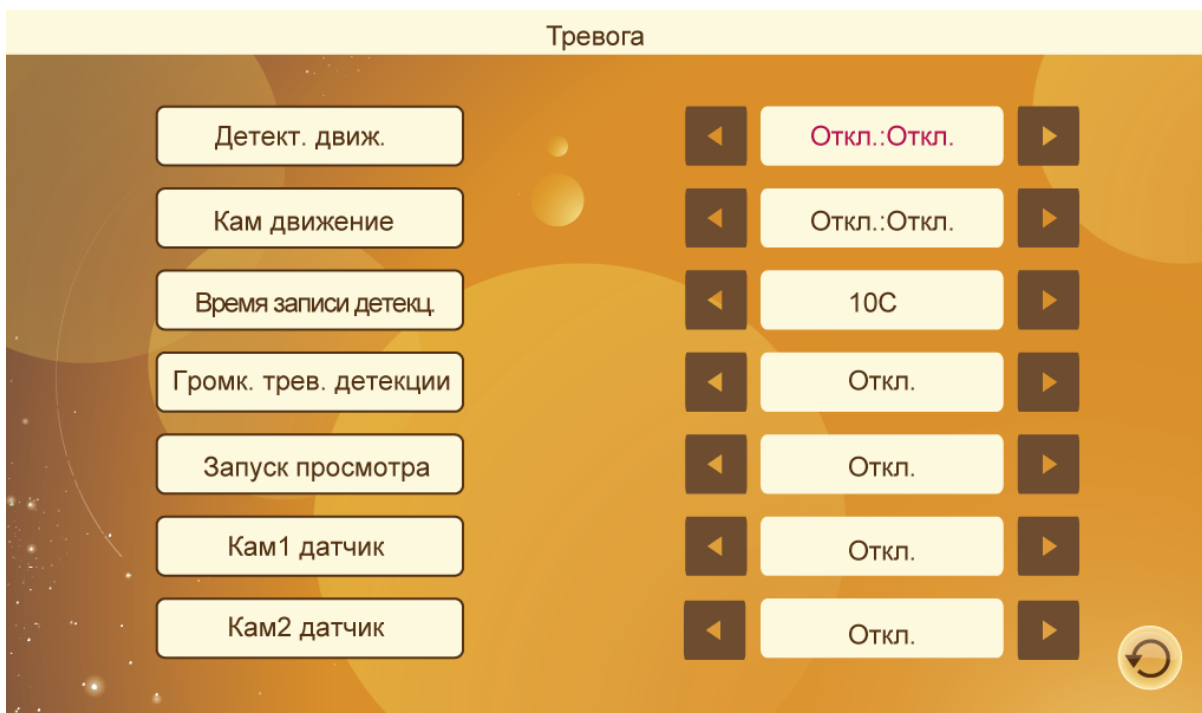 Тревога
Детект. движ. Откл.:Откл.
Кам движение Откл.:Откл.
Время записи детекц. 10С
Громк. трев. детекции Откл.
Запуск просмотра Откл.
Кам1 датчик Откл.
Кам2 датчик Откл.